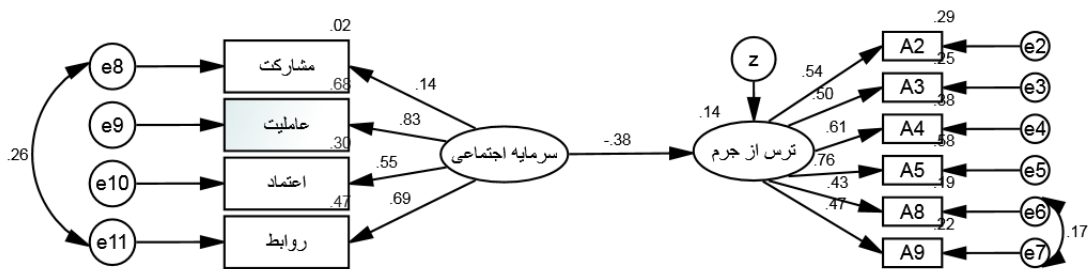 .02
e8
مشارکت
.14
.68
e9
عاملیت
.83
.30
.26
e10
اعتماد
.55
.47
e11
روابط
.69
سرمایه اجتماعی
-.38
z
.14
ترس از جرم
.29
A2
e2
.54
.25
A3
e3
.50
.38
A4
e4
.61
.58
A5
e5
.76
.19
A8
e6
.43
.22
A9
e7
.47
.17